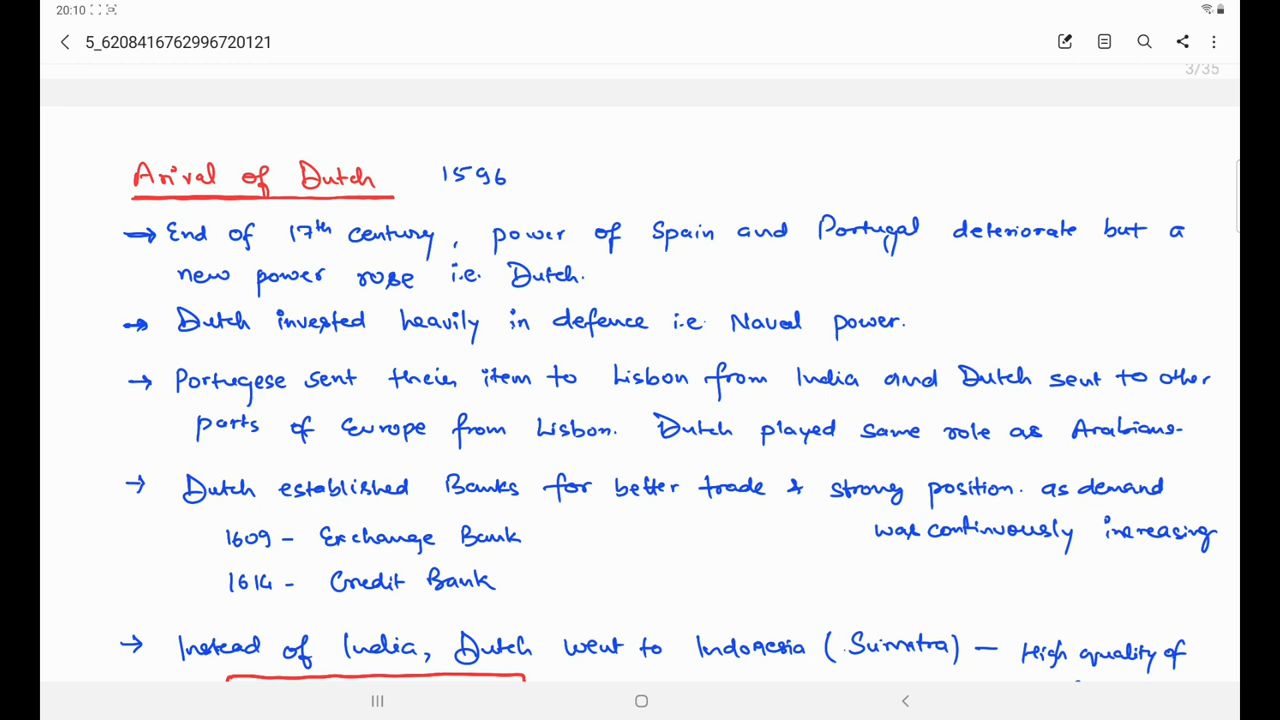 20:10
5_6208416762996720121
3/35
Arival of Dutch 1596
→ End of 17th century, power of Spain and Portugal deteriorate but a
new power rose i.e. Dutch.
→ Dutch invested heavily in defence i.e. Naval power.
→ Portugese sent their item to Lisbon from India and Dutch sent to other
parts of Europe from Lisbon. Dutch played same role as Arabians-
→ Dutch established Banks for better trade & strong position. as demand
was continuously increasing
1609 - Exchange Bank
1614 - Credit Bank
→ Instead of India, Dutch went to Indonesia (Sumatra) - High quality of